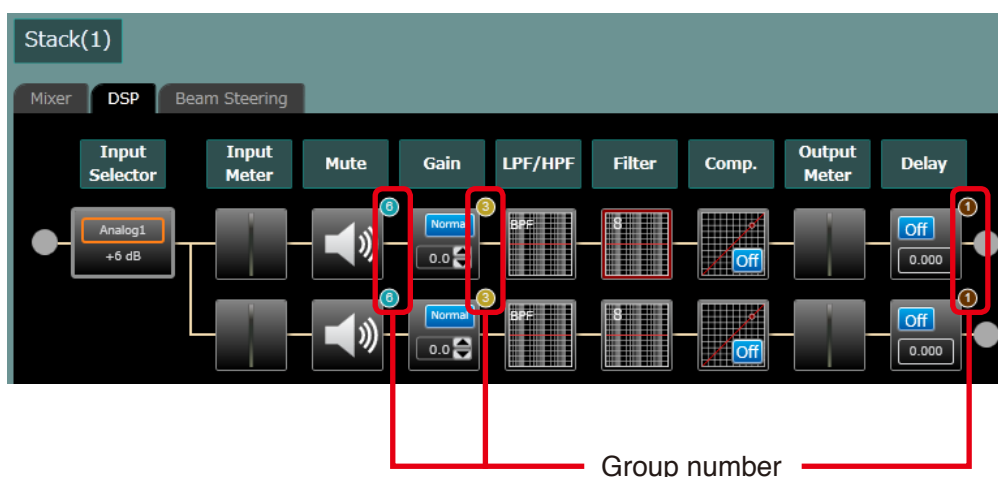 Stack(1)
Mixer DSP Beam Steering
Input Selector Input Meter Mute Gain LPF/HPF Filter Comp. Output Meter Delay
Analog1
+6 dB
6
Normal
0.0
3
BPF
8
Off
Off
0.000
1
6
Normal
0.0
3
BPF
8
Off
Off
0.000
1
Group number